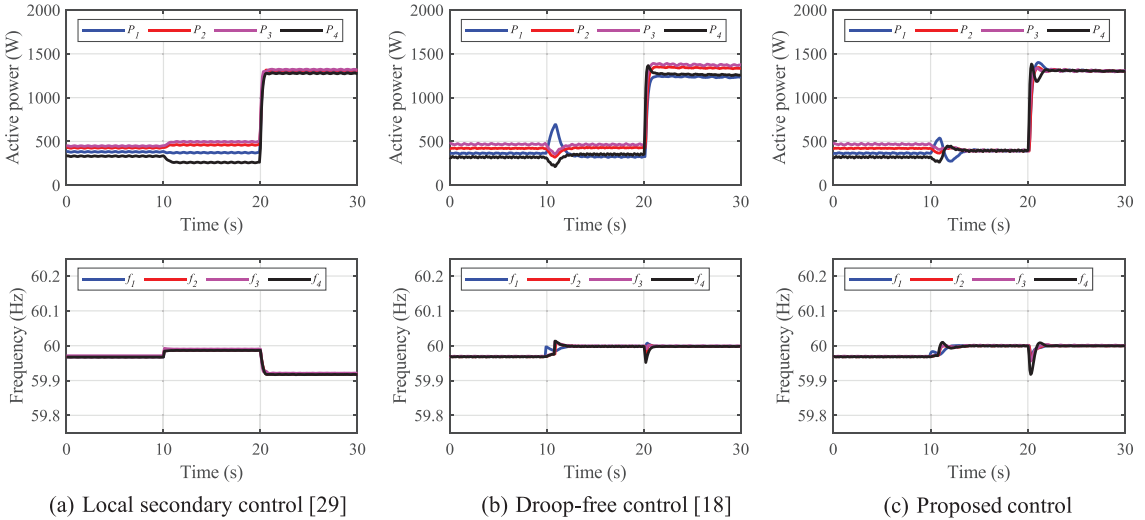 Active power (W)
2000
1500
1000
500
0
P1 P2 P3 P4
0 10 20 30
Time (s)
Active power (W)
2000
1500
1000
500
0
P1 P2 P3 P4
0 10 20 30
Time (s)
Active power (W)
2000
1500
1000
500
0
P1 P2 P3 P4
0 10 20 30
Time (s)
Frequency (Hz)
60.2
60.1
60
59.9
59.8
f1 f2 f3 f4
0 10 20 30
Time (s)
Frequency (Hz)
60.2
60.1
60
59.9
59.8
f1 f2 f3 f4
0 10 20 30
Time (s)
Frequency (Hz)
60.2
60.1
60
59.9
59.8
f1 f2 f3 f4
0 10 20 30
Time (s)
(a) Local secondary control [29]
(b) Droop-free control [18]
(c) Proposed control